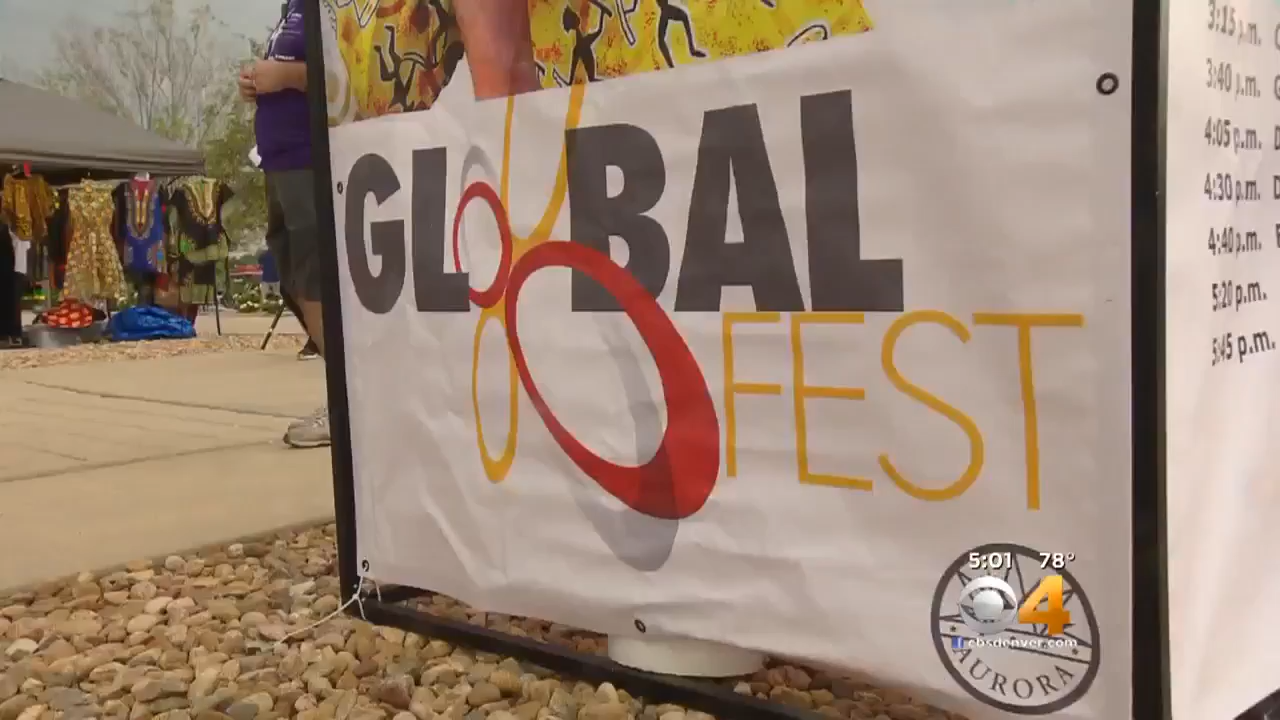 GLOBAL
FEST
AURORA
3:15 p.m.
3:40 p.m.
4:05 p.m.
4:30 p.m.
4:40 p.m.
5:20 p.m.
5:45 p.m.
5:01 78°
4
cbsdenver.com